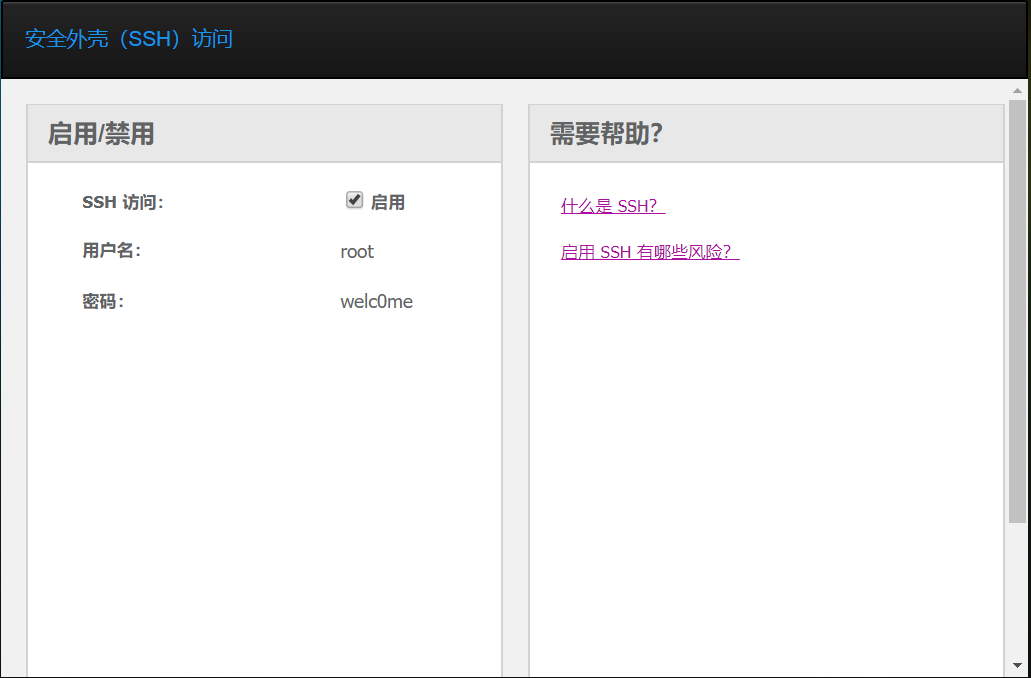 安全外壳（SSH）访问
启用/禁用
SSH 访问：
启用
用户名：
root
密码：
welc0me
需要帮助？
什么是 SSH？
启用 SSH 有哪些风险？